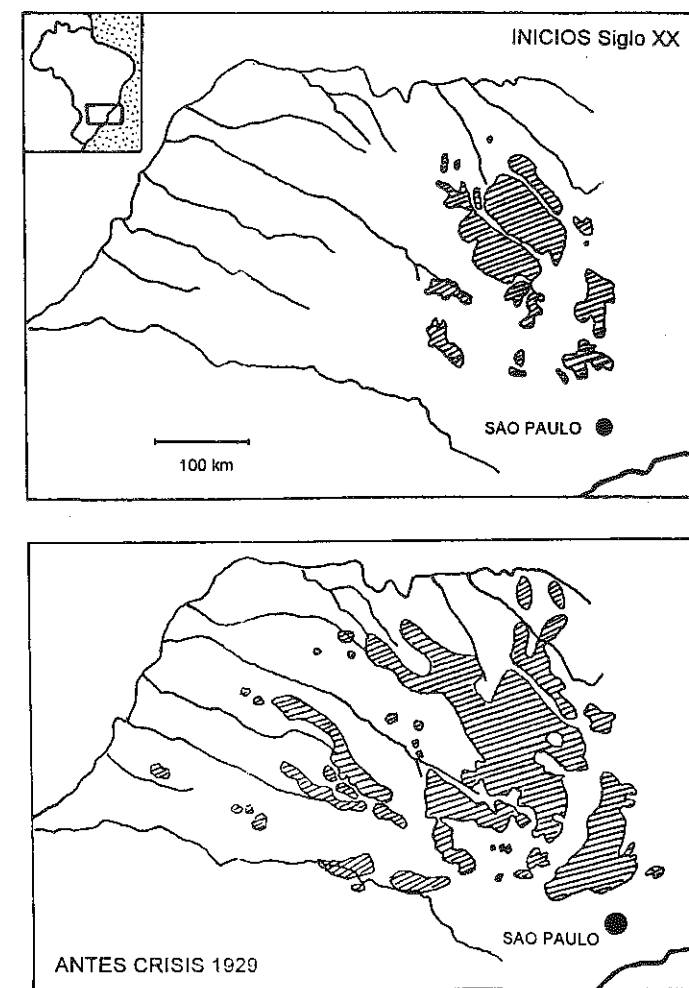 INICIOS Siglo XX
SAO PAULO
100 km
SAO PAULO
ANTES CRISIS 1929